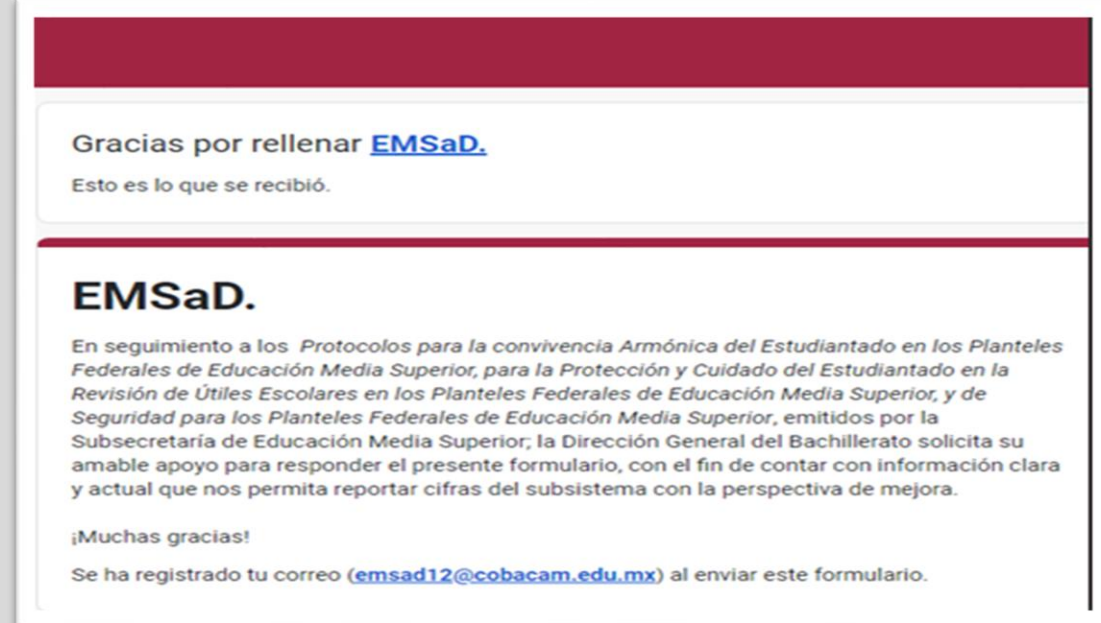 Gracias por rellenar EMSaD.
Esto es lo que se recibió.
EMSaD.
En seguimiento a los Protocolos para la convivencia Armónica del Estudiantado en los Planteles
Federales de Educación Media Superior, para la Protección y Cuidado del Estudiantado en la
Revisión de Útiles Escolares en los Planteles Federales de Educación Media Superior, y de
Seguridad para los Planteles Federales de Educación Media Superior, emitidos por la
Subsecretaría de Educación Media Superior; la Dirección General del Bachillerato solicita su
amable apoyo para responder el presente formulario, con el fin de contar con información clara
y actual que nos permita reportar cifras del subsistema con la perspectiva de mejora.
¡Muchas gracias!
Se ha registrado tu correo (emsad12@cobacam.edu.mx) al enviar este formulario.